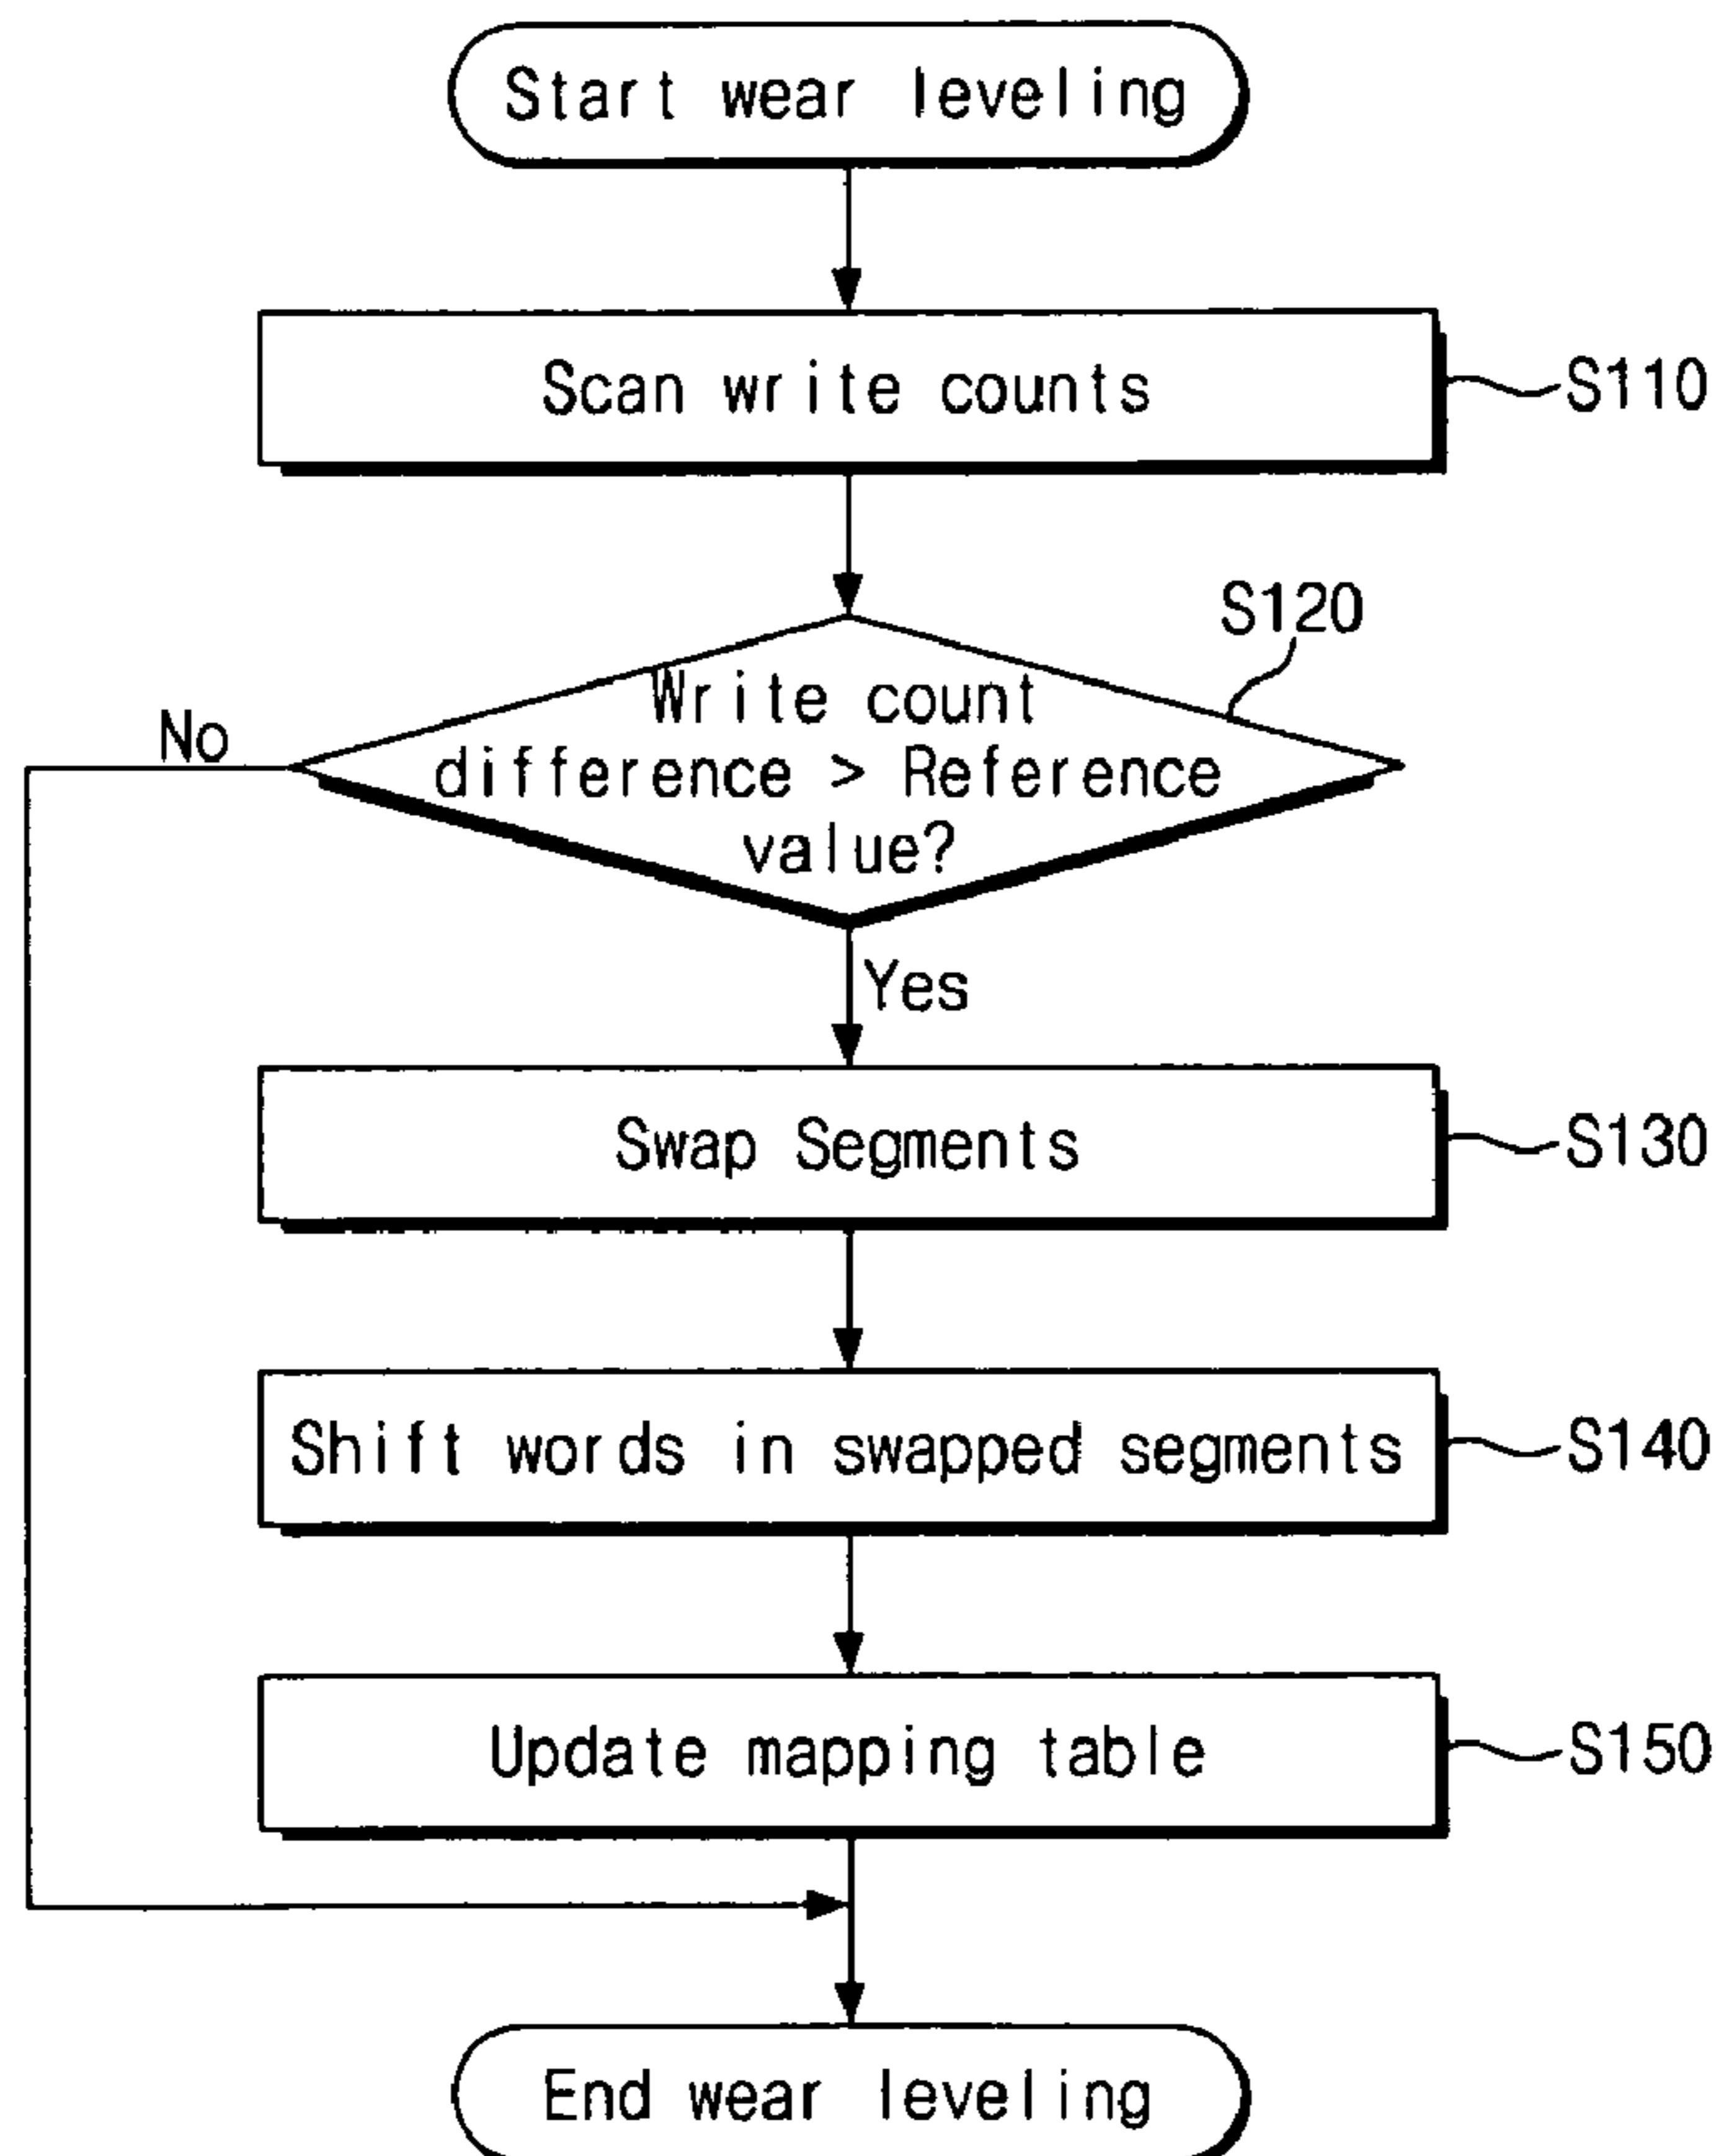 Start wear leveling
Scan write counts
S110
S120
Write count
difference > Reference
value?
No
Yes
Swap Segments
S130
Shift words in swapped segments
S140
Update mapping table
S150
End wear leveling